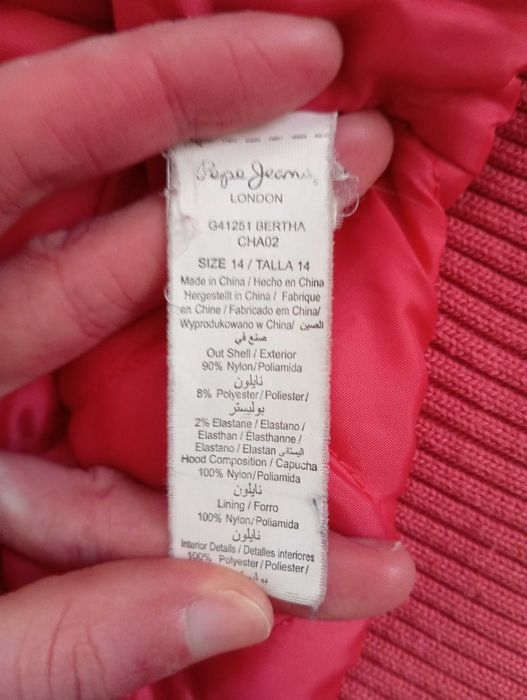 Pepe Jeans
LONDON
G41251 BERTHA
CHA02
SIZE 14 / TALLA 14
Made in China / Hecho en China
Hergestellt in China / Fabrique
en Chine / Fabricado em China/
Wyprodukowano w China/ الصين
صنع في
Out Shell / Exterior
90% Nylon/Poliamida
نايلون
8% Polyester/Poliester/
بوليستر
2% Elastane / Elastano /
Elasthan / Élasthanne /
Elastano / Elastan
Hood Composition / Capucha
100% Nylon/Poliamida
نايلون
Lining / Forro
100% Nylon/Poliamida
نايلون
Interior Details / Detalles interiores
100% Polyester/Poliester /